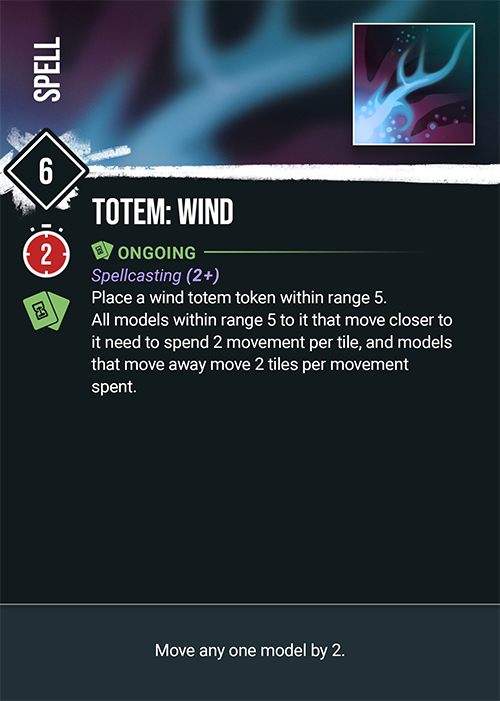 SPELL
6
TOTEM: WIND
2
ONGOING
Spellcasting (2+)
Place a wind totem token within range 5.
All models within range 5 to it that move closer to
it need to spend 2 movement per tile, and models
that move away move 2 tiles per movement
spent.
Move any one model by 2.